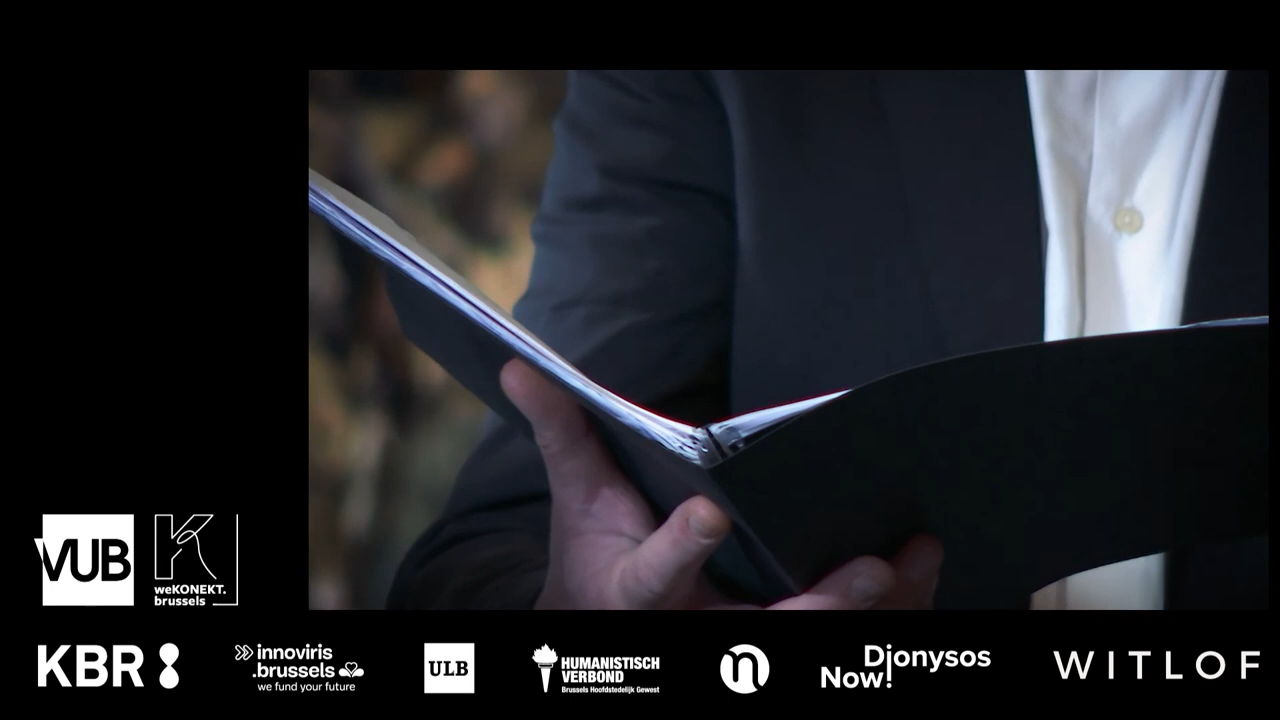 VUB
K
weKONEKT.
brussels
KBR
innoviris
.brussels
we fund your future
ULB
HUMANISTISCH
VERBOND
Brussels Hoofdstedelijk Gewest
n
Dionysos
Now!
WITLOF